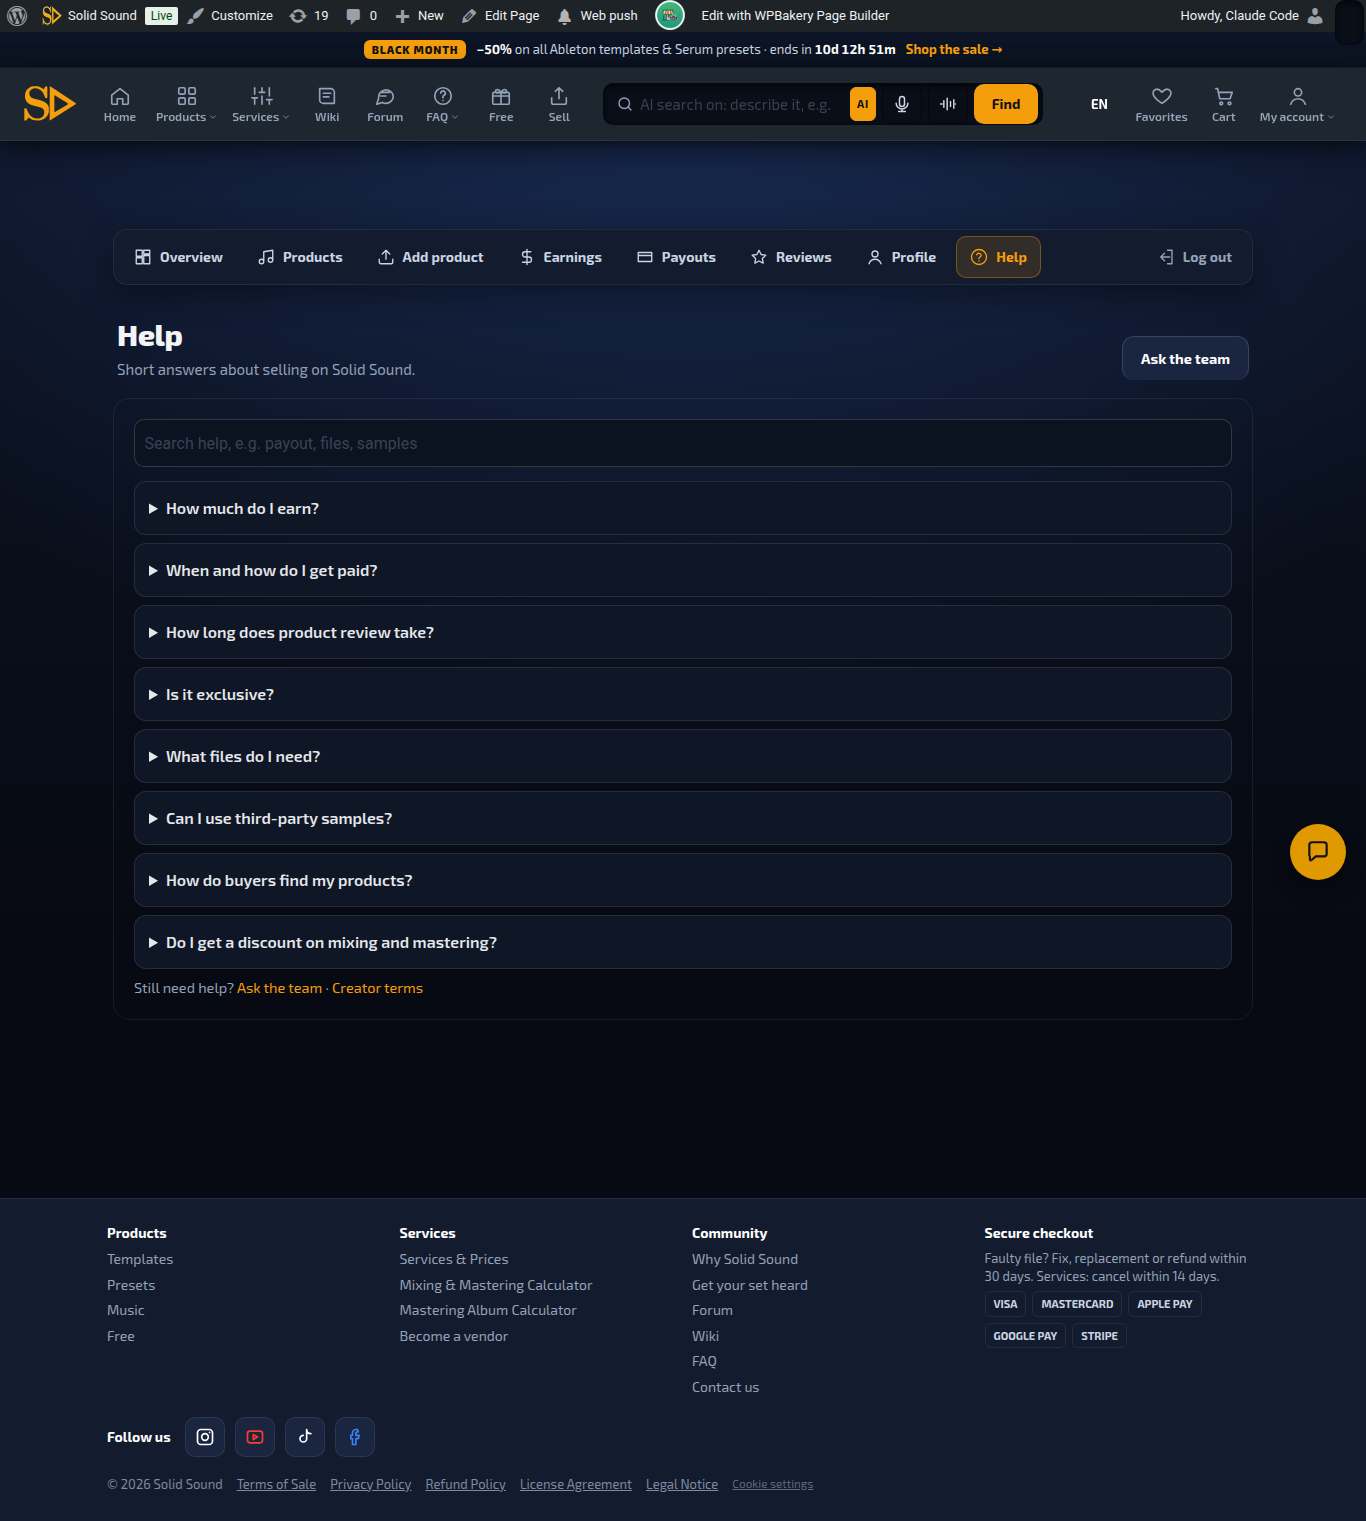 Solid Sound Live Customize 19 0 New Edit Page Web push Edit with WPBakery Page Builder Howdy, Claude Code
BLACK MONTH −50% on all Ableton templates & Serum presets · ends in 10d 12h 51m Shop the sale →
Home Products Services Wiki Forum FAQ Free Sell AI search on: describe it, e.g. AI Find EN Favorites Cart My account
Overview Products Add product Earnings Payouts Reviews Profile Help Log out
Help
Short answers about selling on Solid Sound.
Ask the team
Search help, e.g. payout, files, samples
How much do I earn?
When and how do I get paid?
How long does product review take?
Is it exclusive?
What files do I need?
Can I use third-party samples?
How do buyers find my products?
Do I get a discount on mixing and mastering?
Still need help? Ask the team · Creator terms
Products
Templates
Presets
Music
Free
Services
Services & Prices
Mixing & Mastering Calculator
Mastering Album Calculator
Become a vendor
Community
Why Solid Sound
Get your set heard
Forum
Wiki
FAQ
Contact us
Secure checkout
Faulty file? Fix, replacement or refund within
30 days. Services: cancel within 14 days.
VISA MASTERCARD APPLE PAY
GOOGLE PAY STRIPE
Follow us
© 2026 Solid Sound Terms of Sale Privacy Policy Refund Policy License Agreement Legal Notice Cookie settings